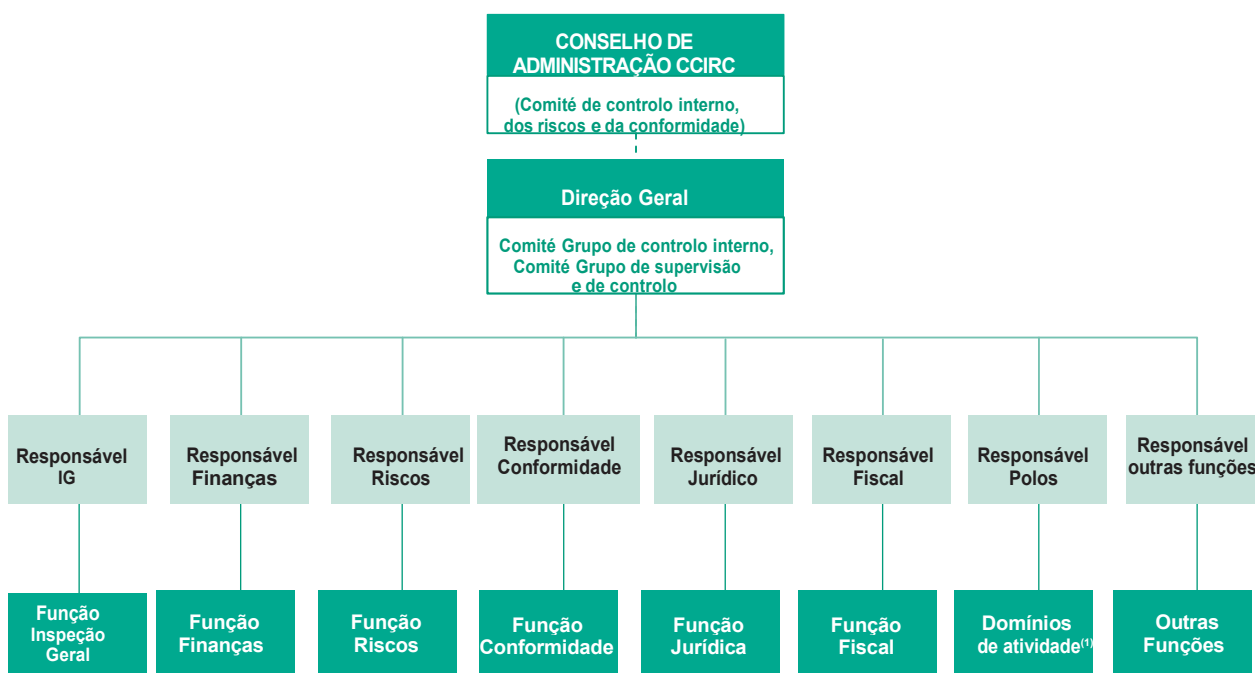 CONSELHO DE
ADMINISTRAÇÃO CCIRC
(Comité de controlo interno,
dos riscos e da conformidade)
Direção Geral
Comité Grupo de controlo interno,
Comité Grupo de supervisão
e de controlo
Responsável
IG
Responsável
Finanças
Responsável
Riscos
Responsável
Conformidade
Responsável
Jurídico
Responsável
Fiscal
Responsável
Polos
Responsável
outras funções
Função
Inspeção
Geral
Função
Finanças
Função
Riscos
Função
Conformidade
Função
Jurídica
Função
Fiscal
Domínios
de atividade(1)
Outras
Funções